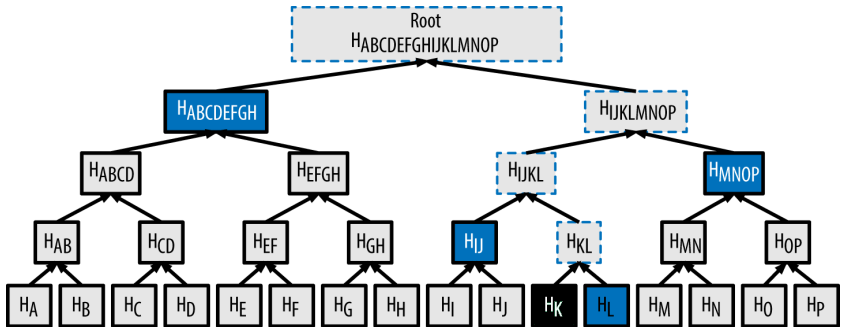 Root
HABCDEFGHIJKLMNOP
HABCDEFGH HIJKLMNOP
HABCD HEFGH HIJKL HMNOP
HAB HCD HEF HGH HIJ HKL HMN HOP
HA HB HC HD HE HF HG HH HI HJ HK HL HM HN HO HP